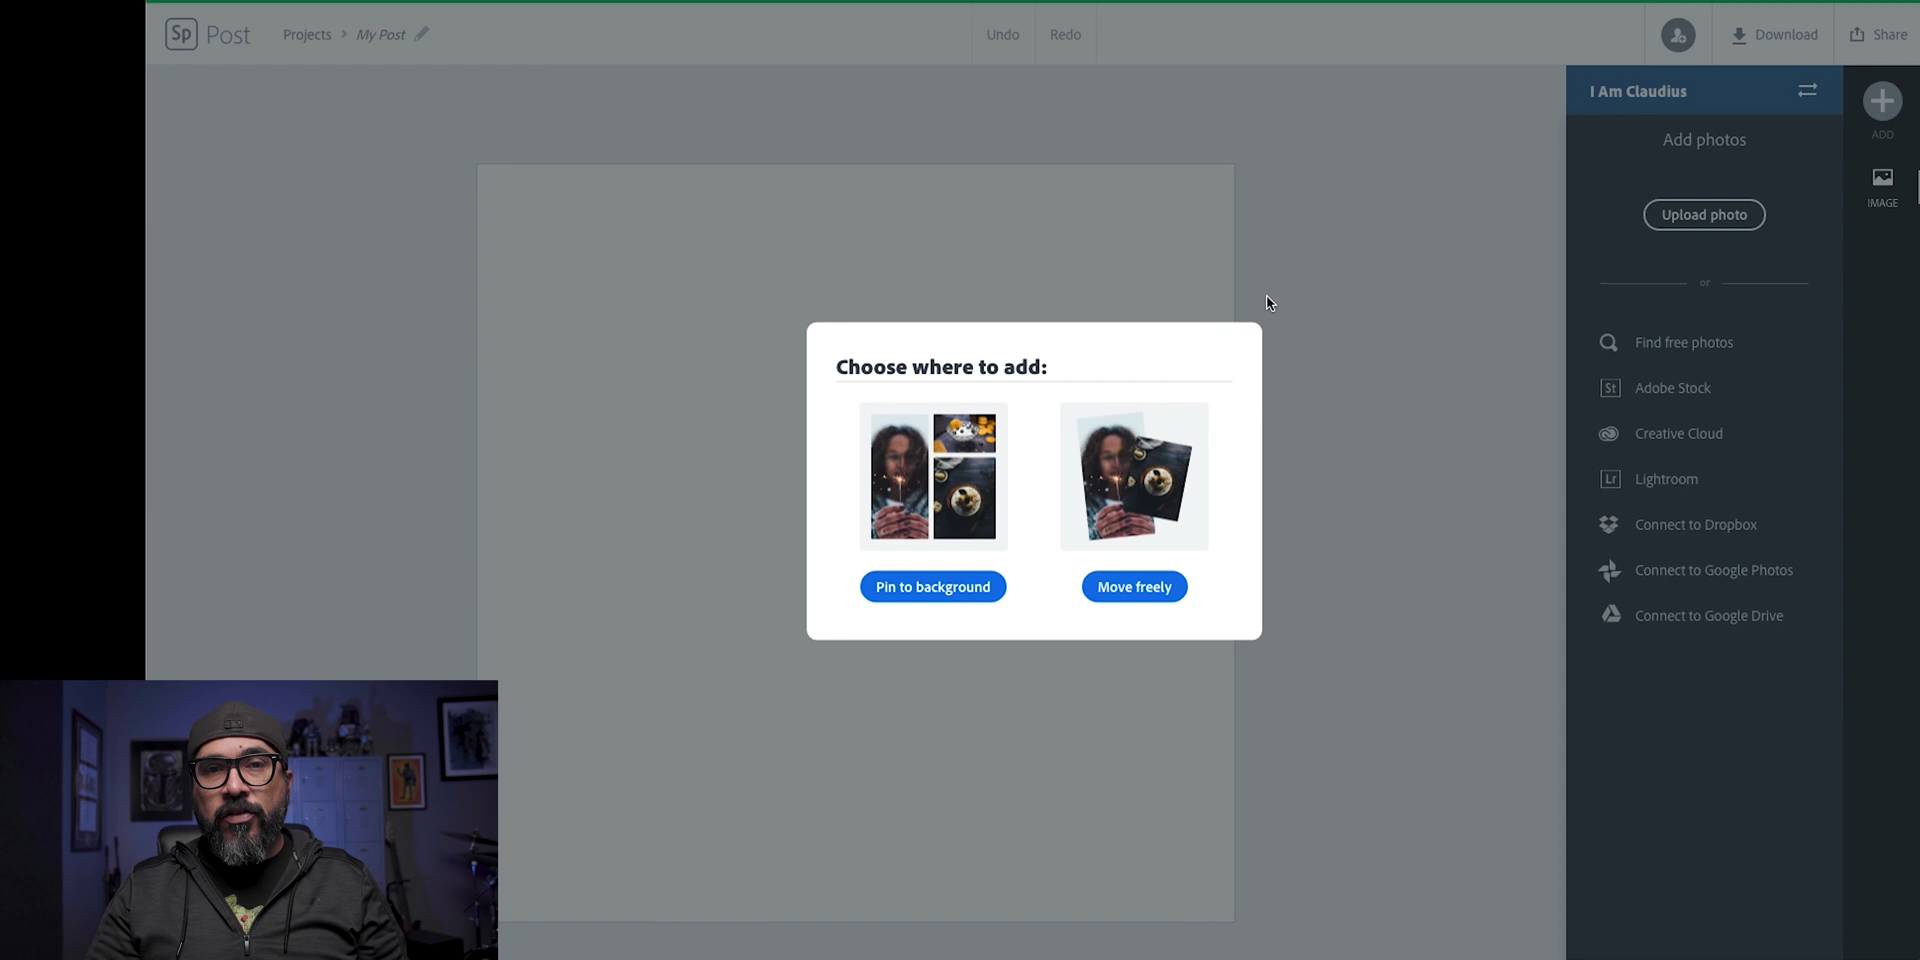 Sp Post
Projects > My Post
Undo
Redo
Download
Share
I Am Claudius
ADD
Add photos
IMAGE
Upload photo
or
Find free photos
St Adobe Stock
Creative Cloud
Lr Lightroom
Connect to Dropbox
Connect to Google Photos
Connect to Google Drive
Choose where to add:
Pin to background
Move freely